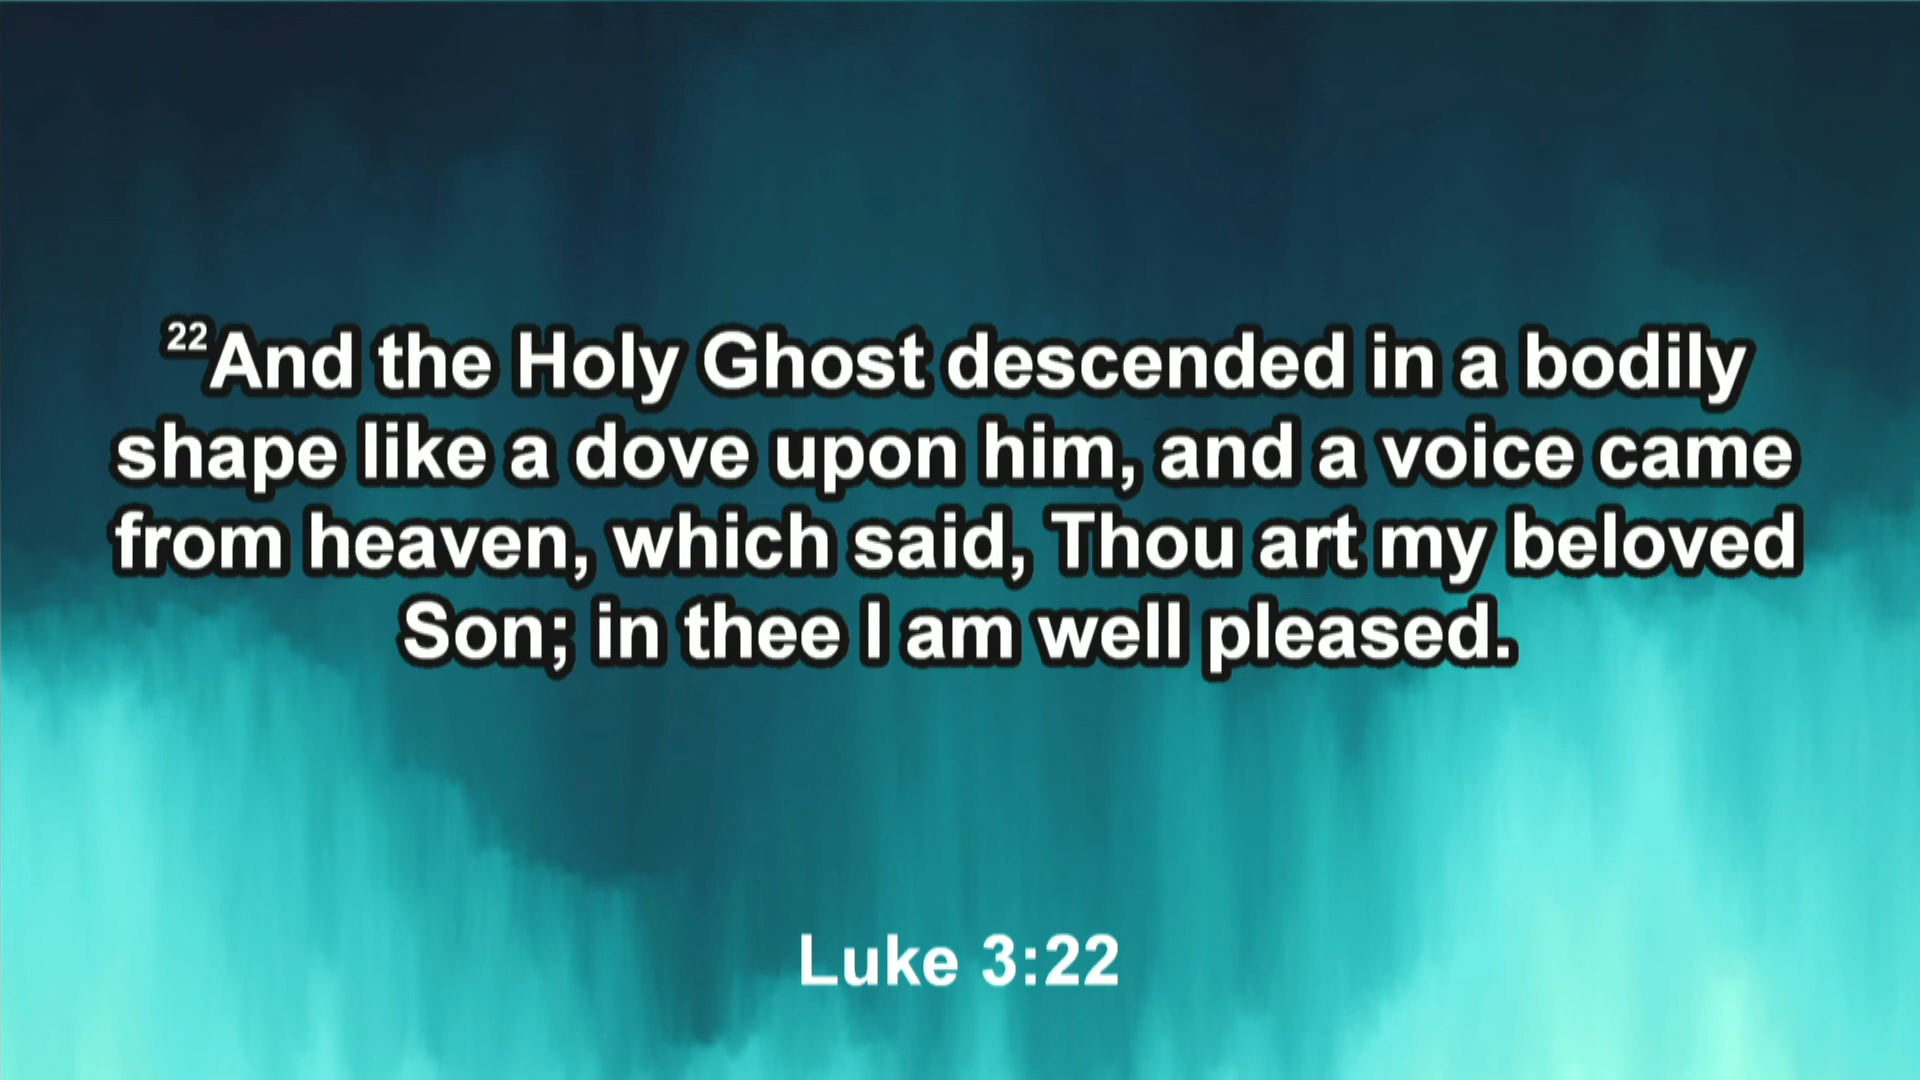 22And the Holy Ghost descended in a bodily
shape like a dove upon him, and a voice came
from heaven, which said, Thou art my beloved
Son; in thee I am well pleased.
Luke 3:22